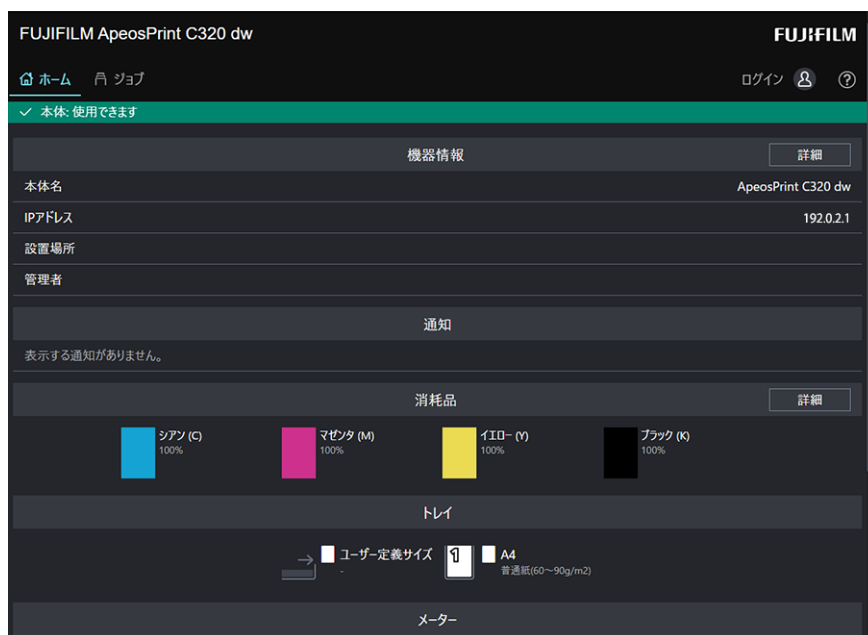 FUJIFILM ApeosPrint C320 dw
FUJIFILM
ホーム ジョブ
ログイン
本体: 使用できます
機器情報 詳細
本体名 ApeosPrint C320 dw
IPアドレス 192.0.2.1
設置場所
管理者
通知
表示する通知がありません。
消耗品 詳細
シアン (C) マゼンタ (M) イエロー (Y) ブラック (K)
100% 100% 100% 100%
トレイ
ユーザー定義サイズ 1 A4
- 普通紙(60~90g/m2)
メーター